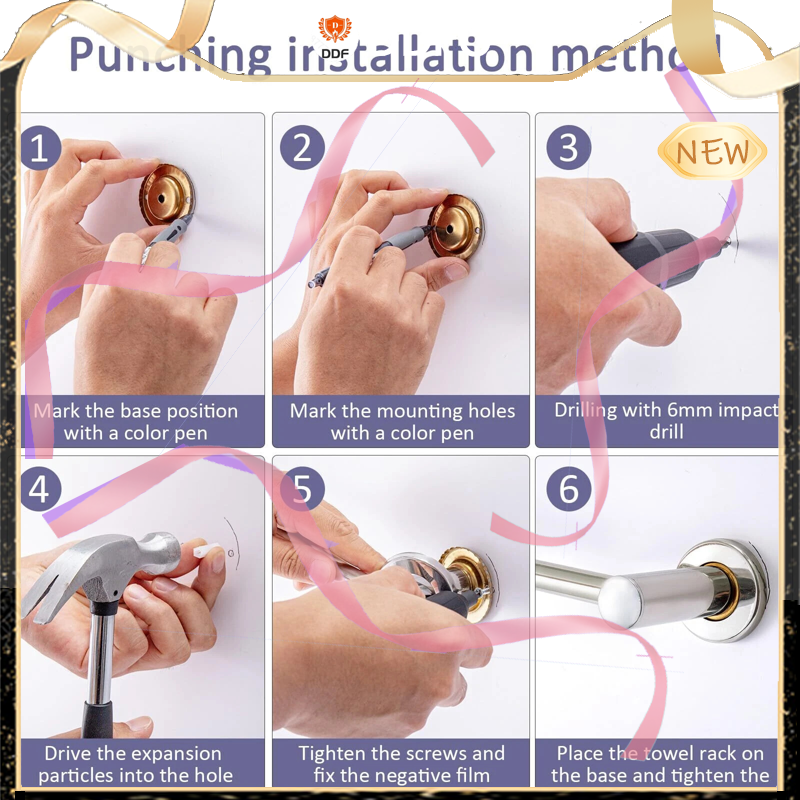 DDF
Punching installation method
1
2
3
NEW
Mark the base position
with a color pen
Mark the mounting holes
with a color pen
Drilling with 6mm impact
drill
4
5
6
Drive the expansion
particles into the hole
Tighten the screws and
fix the negative film
Place the towel rack on
the base and tighten the